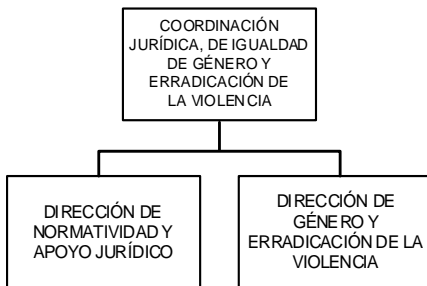 COORDINACIÓN
JURÍDICA, DE IGUALDAD
DE GÉNERO Y
ERRADICACIÓN DE
LA VIOLENCIA
DIRECCIÓN DE
NORMATIVIDAD Y
APOYO JURÍDICO
DIRECCIÓN DE
GÉNERO Y
ERRADICACIÓN DE LA
VIOLENCIA